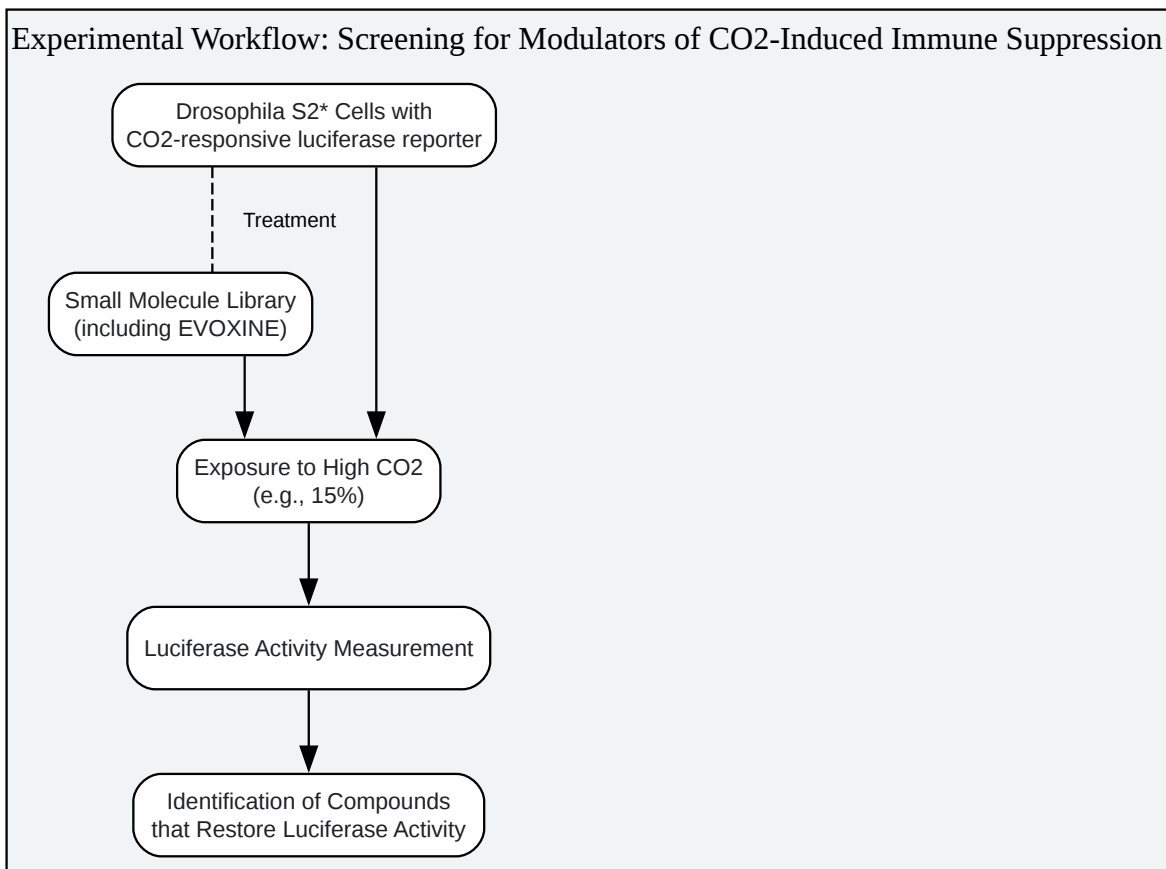 Experimental Workflow: Screening for Modulators of CO2-Induced Immune Suppression
Drosophila S2* Cells with
CO2-responsive luciferase reporter
Treatment
Small Molecule Library
(including EVOXINE)
Exposure to High CO2
(e.g., 15%)
Luciferase Activity Measurement
Identification of Compounds
that Restore Luciferase Activity